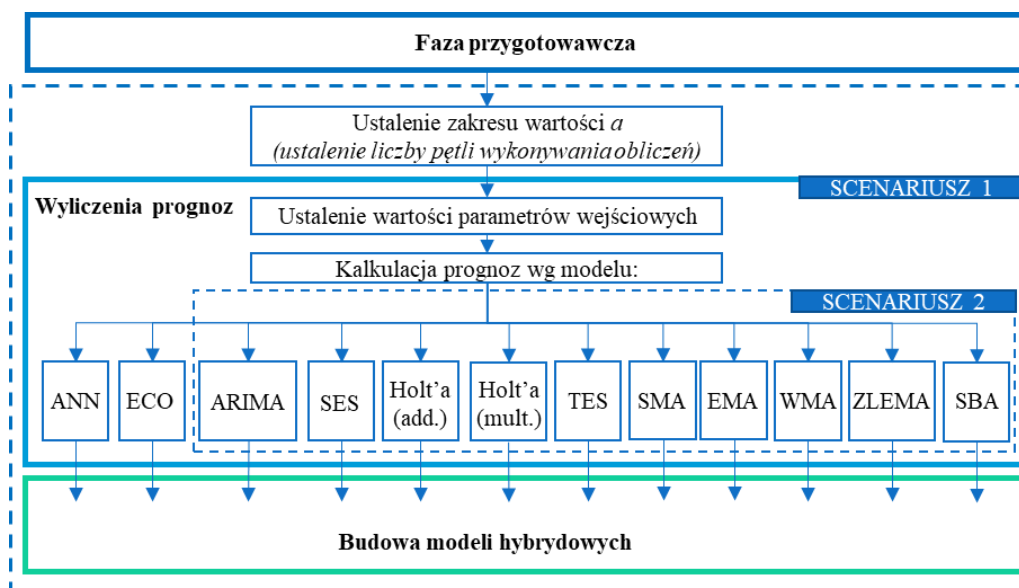 Faza przygotowawcza
Ustalenie zakresu wartości a
(ustalenie liczby pętli wykonywania obliczeń)
SCENARIUSZ 1
Wyliczenia prognoz
Ustalenie wartości parametrów wejściowych
Kalkulacja prognoz wg modelu:
SCENARIUSZ 2
ANN
ECO
ARIMA
SES
Holt’a
(add.)
Holt’a
(mult.)
TES
SMA
EMA
WMA
ZLEMA
SBA
Budowa modeli hybrydowych